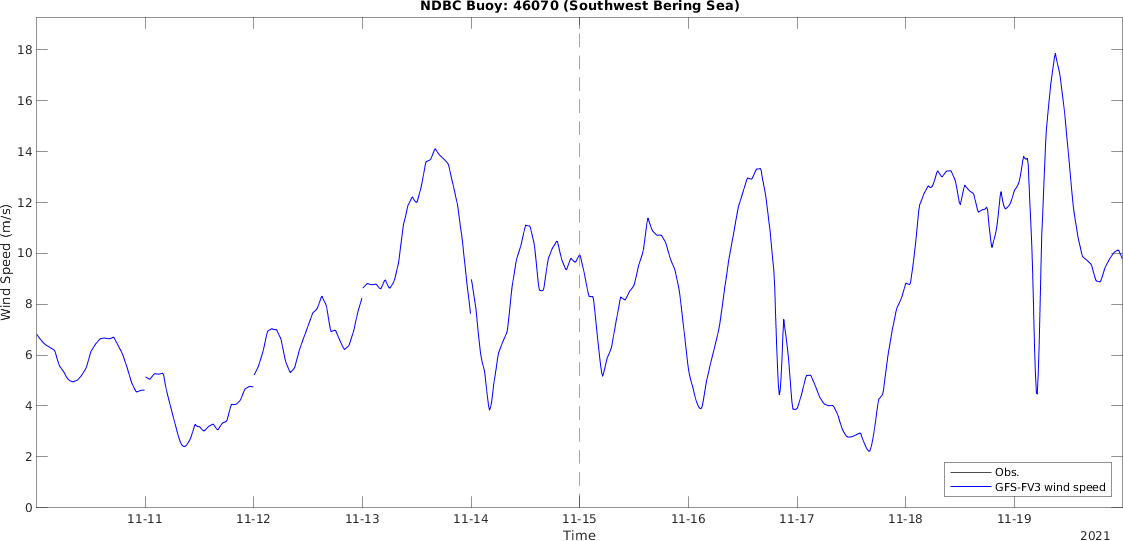 NDBC Buoy: 46070 (Southwest Bering Sea)
Wind Speed (m/s)
18
16
14
12
10
8
6
4
2
0
Obs.
GFS-FV3 wind speed
11-11 11-12 11-13 11-14 11-15 11-16 11-17 11-18 11-19
Time
2021